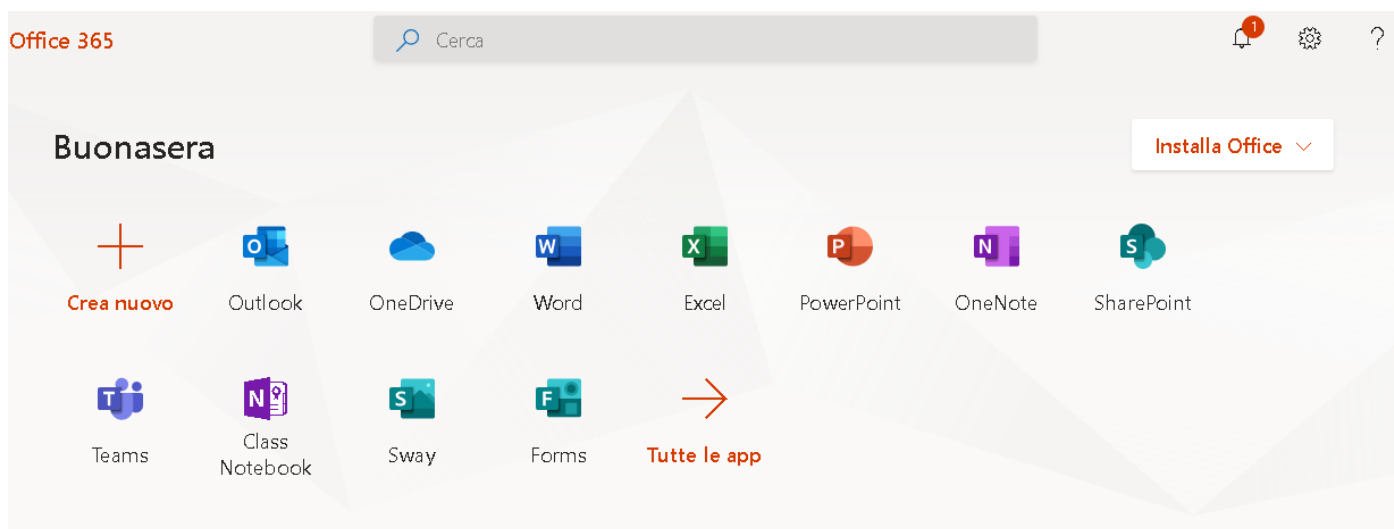 Office 365
Cerca
1
?
Buonasera
Installa Office
Crea nuovo
Outlook
OneDrive
Word
Excel
PowerPoint
OneNote
SharePoint
Teams
Class
Notebook
Sway
Forms
Tutte le app